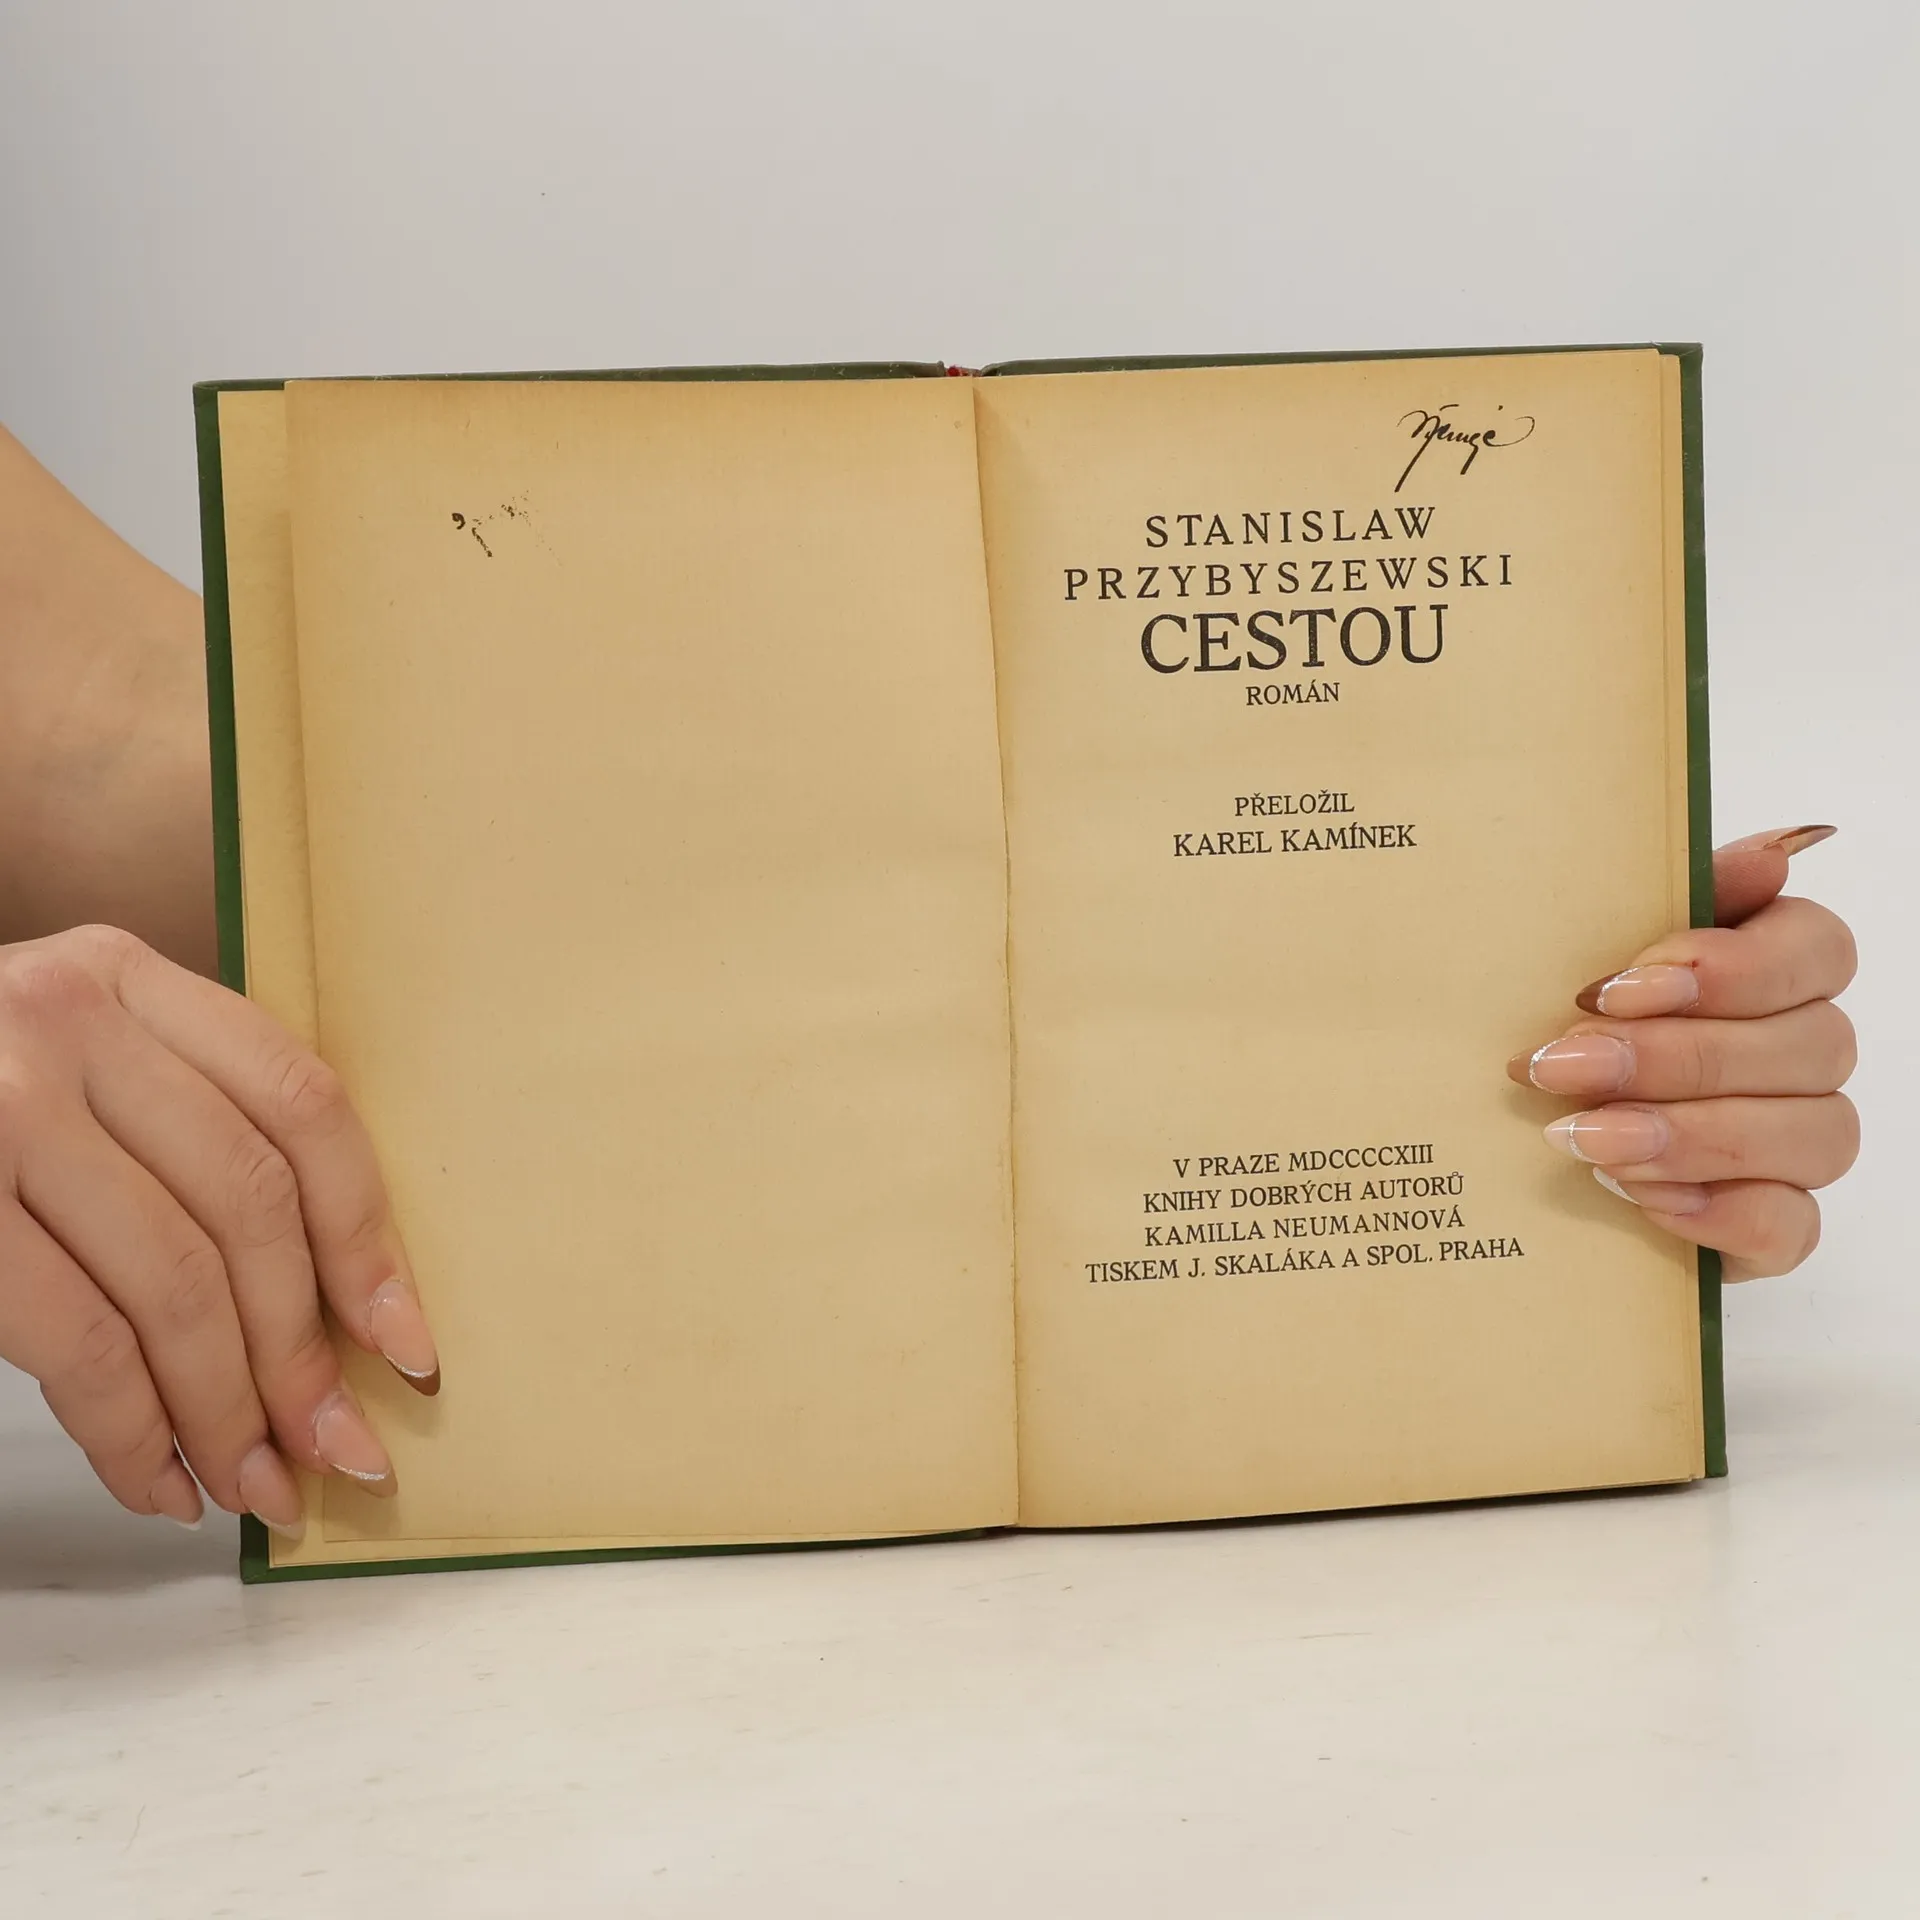 STANISLAW
PRZYBYSZEWSKI
CESTOU
ROMÁN
PŘELOŽIL
KAREL KAMÍNEK
V PRAZE MDCCCCXIII
KNIHY DOBRÝCH AUTORŮ
KAMILLA NEUMANNOVÁ
TISKEM J. SKALÁKA A SPOL. PRAHA